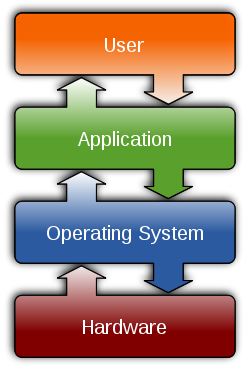 User
Application
Operating System
Hardware